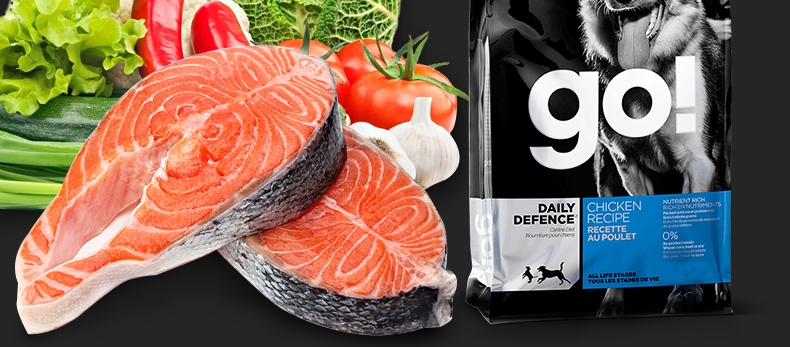 go!
DAILY
DEFENCE
Canine Diet
Nourriture pour chiens
CHICKEN
RECIPE
RECETTE
AU POULET
NUTRIENT RICH
RICHE EN NUTRIMENTS
0%
ALL LIFE STAGES
TOUS LES STADES DE VIE
go!